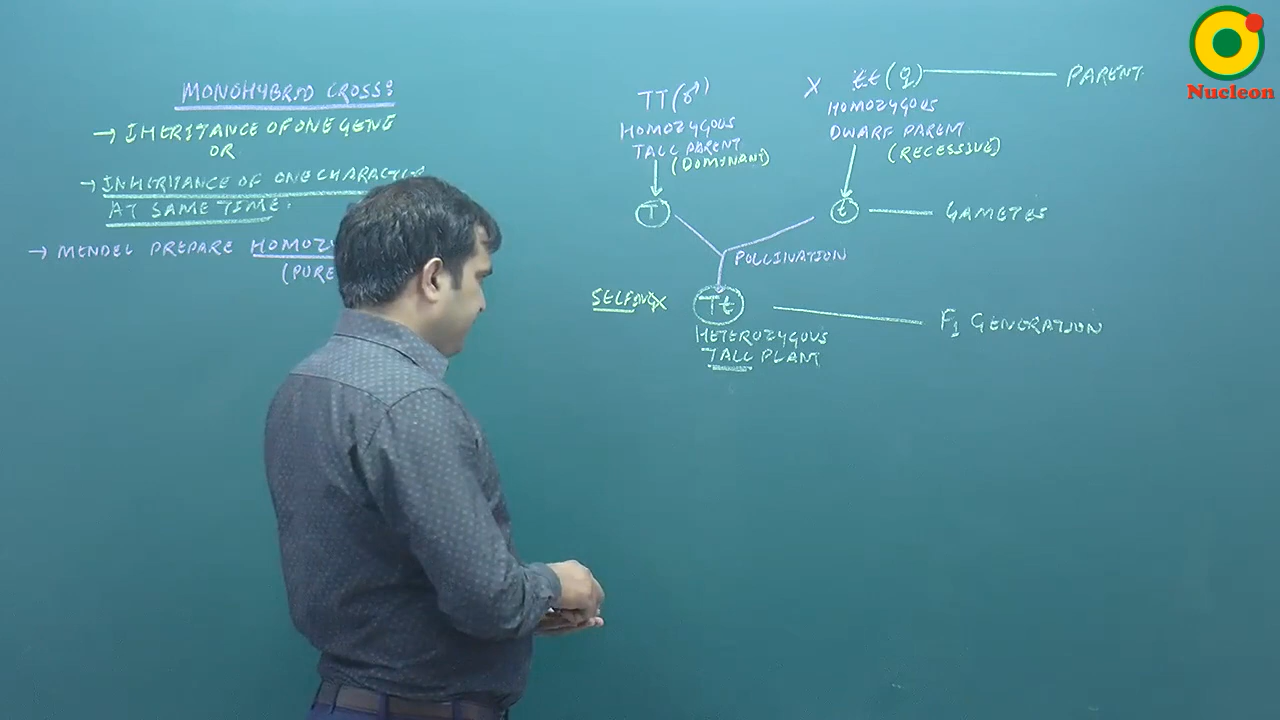 MONOHYBRID CROSS:
→ INHERITANCE OF ONE GENE
OR
→ INHERITANCE OF ONE CHARACTER
AT SAME TIME.
→ MENDEL PREPARE
TT(♂) X tt(♀) PARENT
HOMOZYGOUS
TALL PARENT
(DOMINANT)
HOMOZYGOUS
DWARF PARENT
(RECESSIVE)
T t GAMETES
POLLINATION
SELFING X Tt F1 GENERATION
HETEROZYGOUS
TALL PLANT
Nucleon